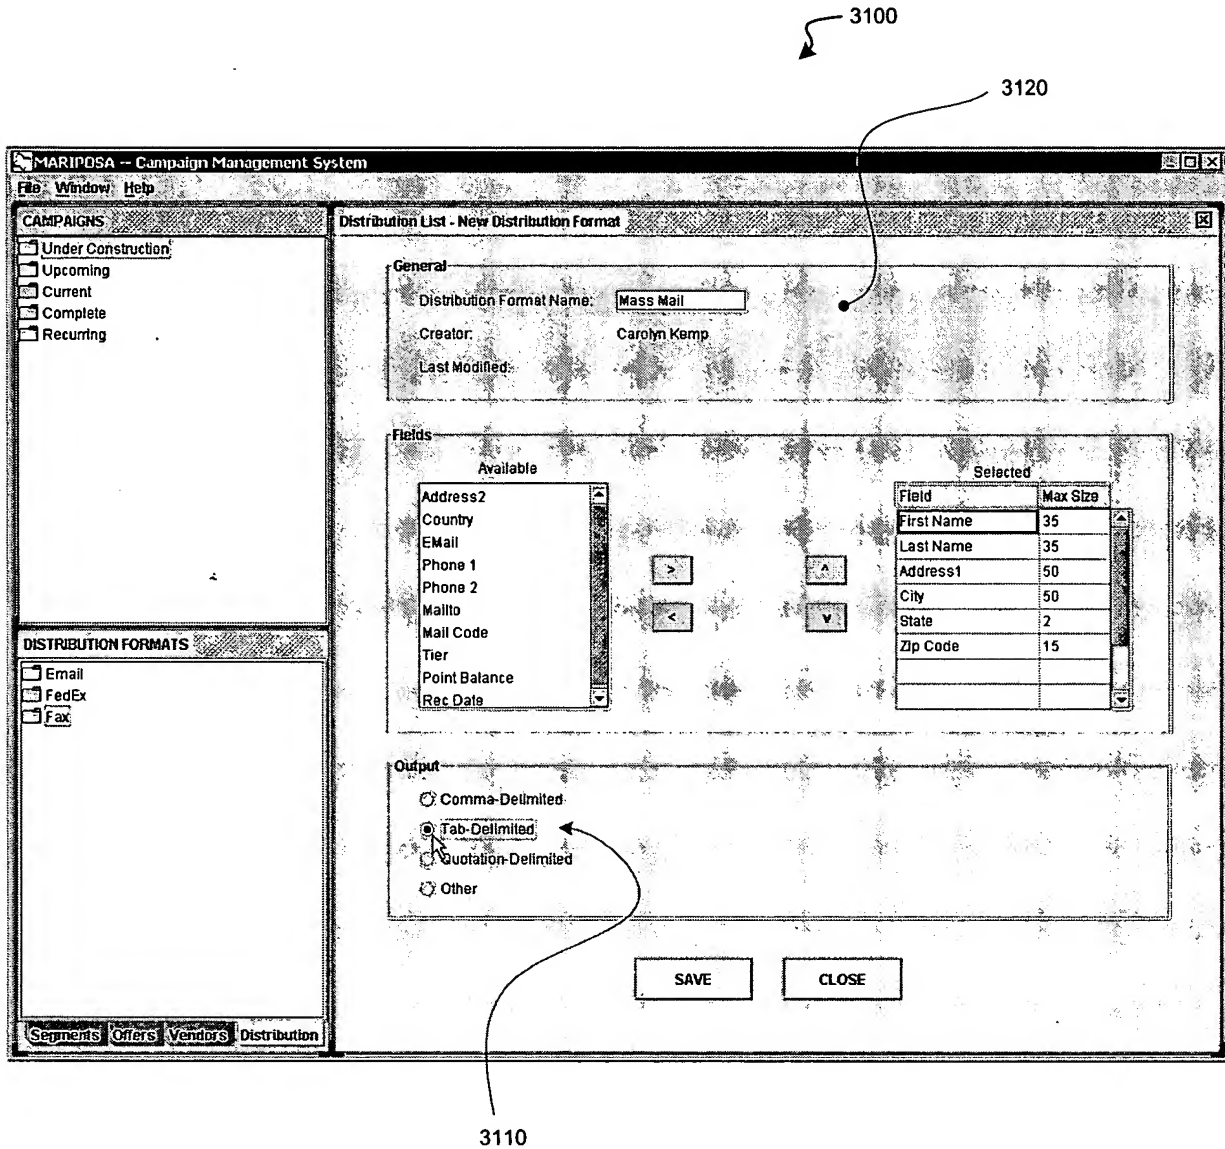 3100
3120
MARIPOSA -- Campaign Management System
File Window Help
CAMPAIGNS
Under Construction
Upcoming
Current
Complete
Recurring
DISTRIBUTION FORMATS
Email
FedEx
Fax
Segments Offers Vendors Distribution
Distribution List - New Distribution Format
General
Distribution Format Name: Mass Mail
Creator: Carolyn Kemp
Last Modified:
Fields
Available
Address2
Country
EMail
Phone 1
Phone 2
Mailto
Mail Code
Tier
Point Balance
Rec Date
>
<
^
v
Selected
Field Max Size
First Name 35
Last Name 35
Address1 50
City 50
State 2
Zip Code 15
Output
Comma-Delimited
Tab-Delimited
Quotation-Delimited
Other
SAVE CLOSE
3110